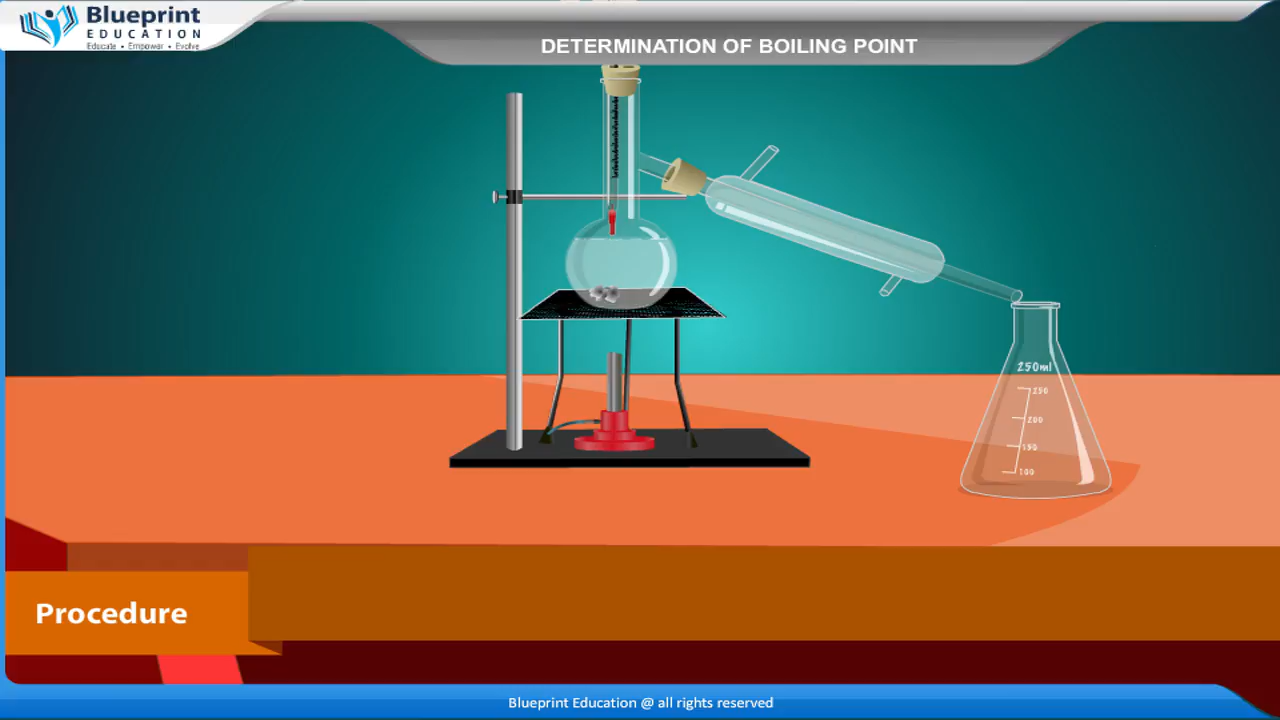 Blueprint
EDUCATION
Educate • Empower • Evolve
DETERMINATION OF BOILING POINT
250ml
250
200
150
100
Procedure
Blueprint Education @ all rights reserved